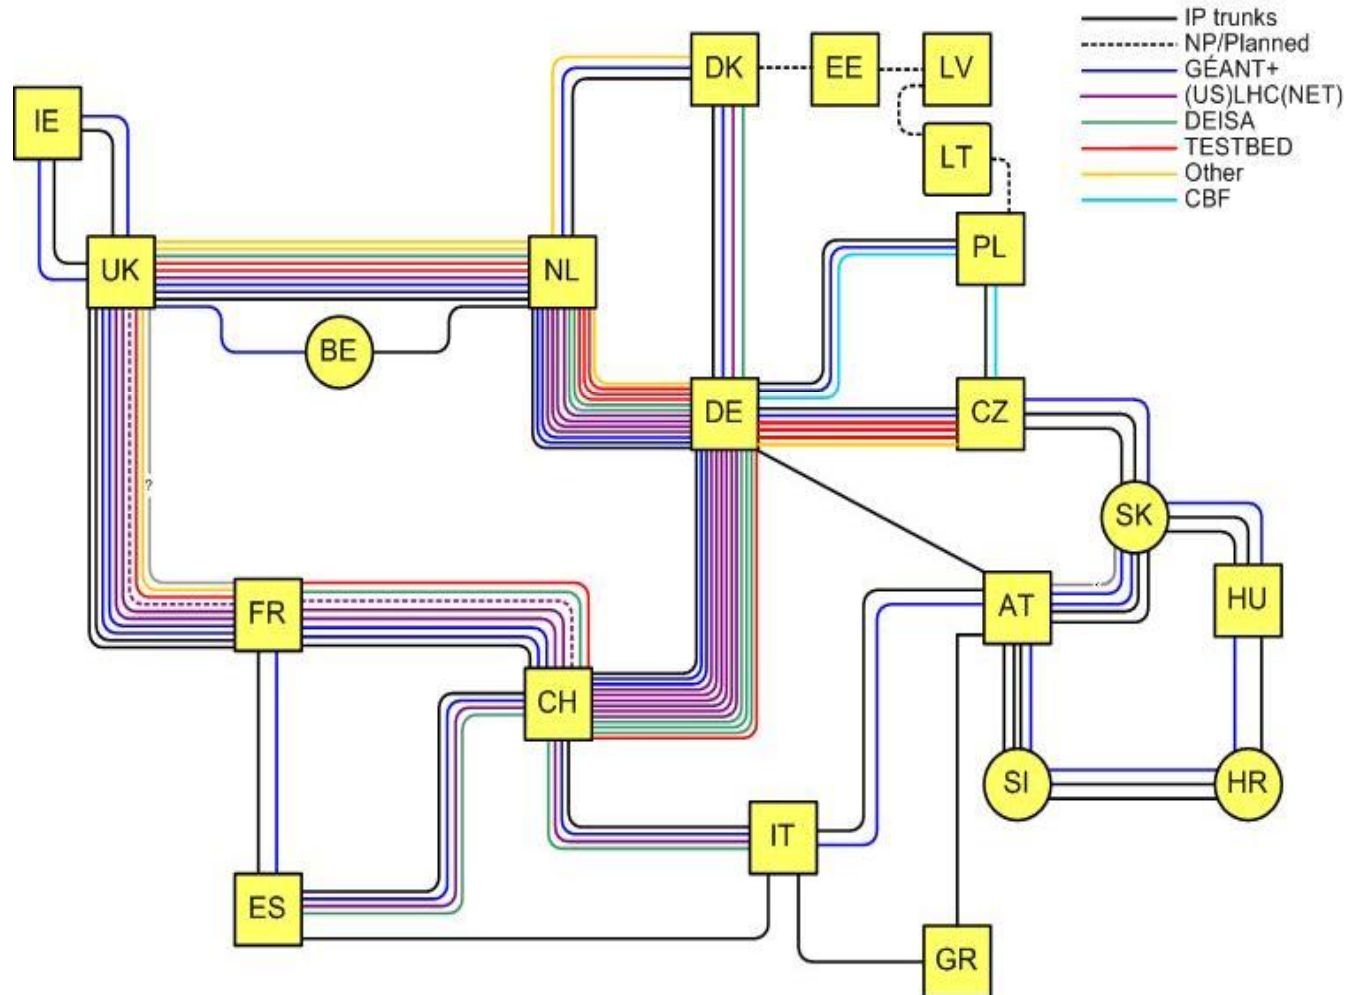 IP trunks
NP/Planned
GÉANT+
(US)LHC(NET)
DEISA
TESTBED
Other
CBF
DK
EE
LV
IE
LT
PL
UK
NL
BE
DE
CZ
?
SK
FR
AT
HU
CH
SI
HR
IT
ES
GR